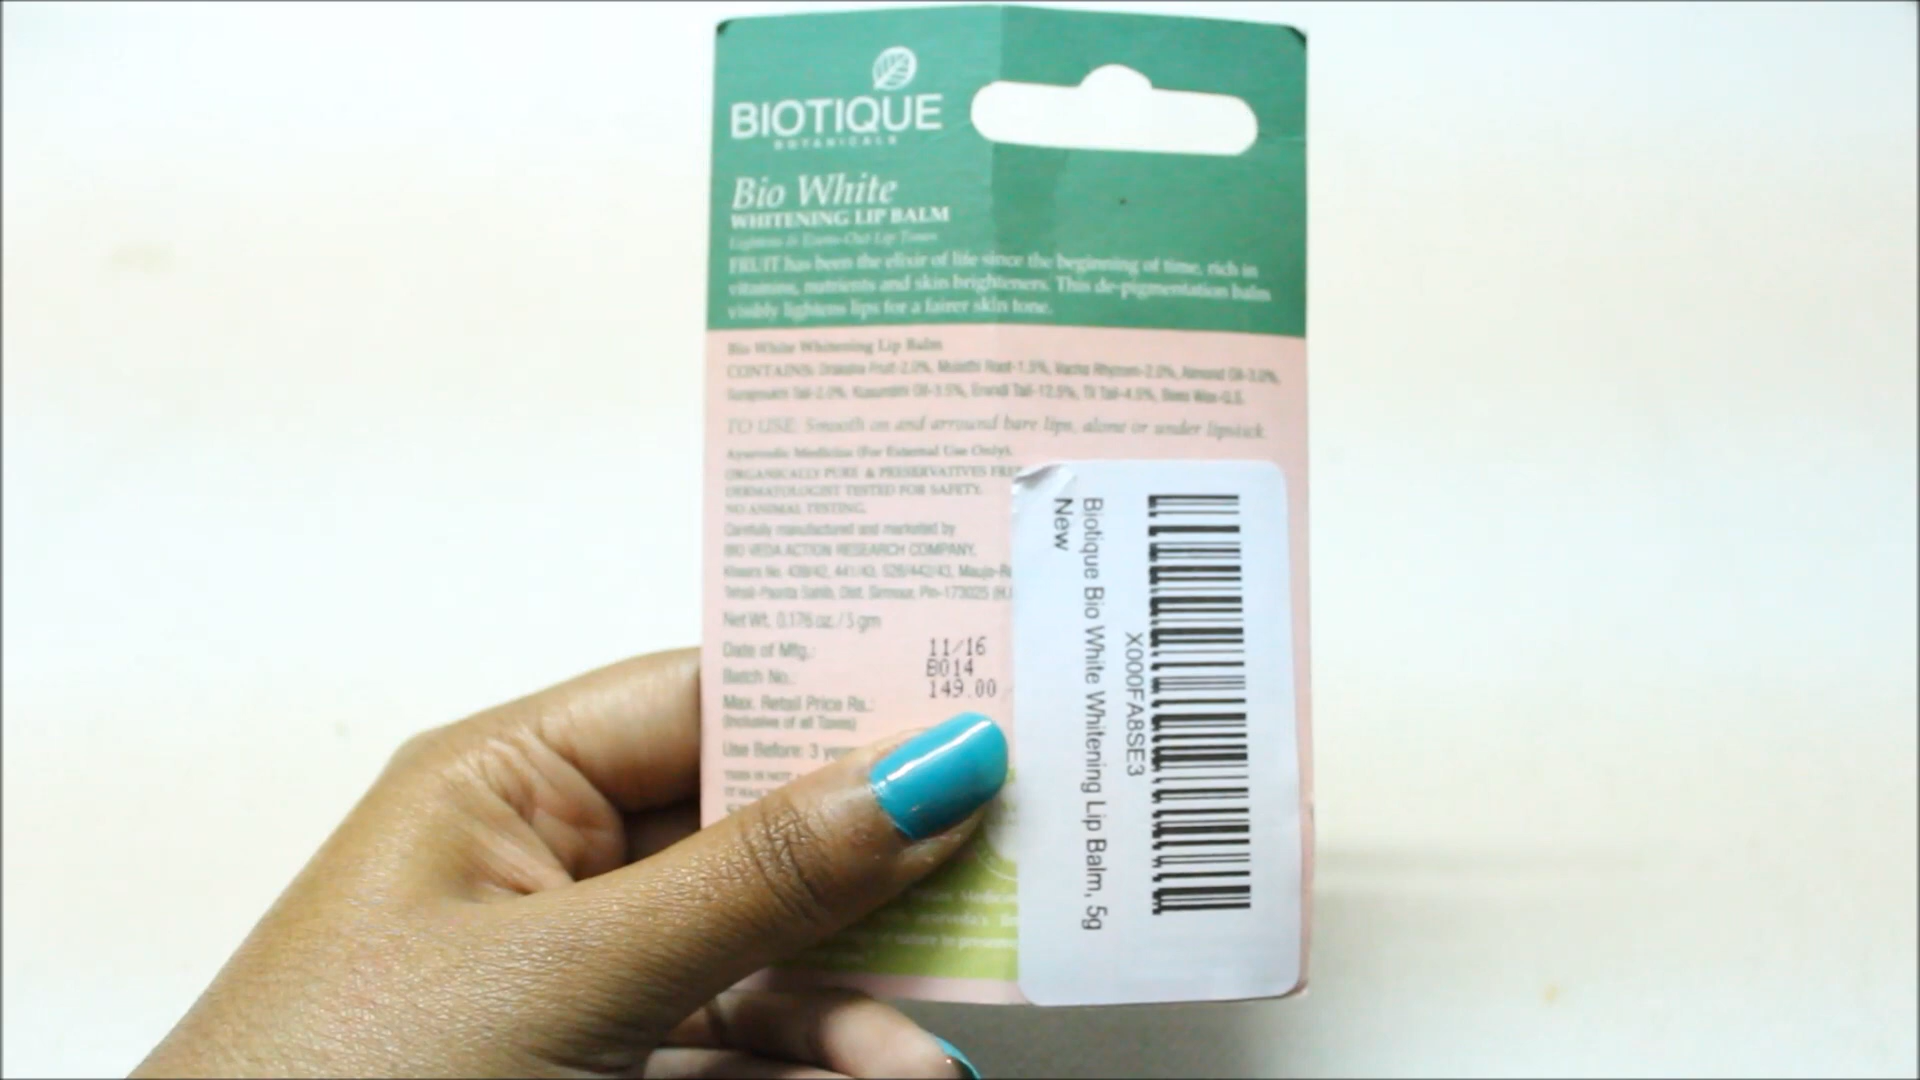 BIOTIQUE
BOTANICALS
Bio White
WHITENING LIP BALM
Lightens & Evens-Out Lip Tones
FRUIT has been the elixir of life since the beginning of time, rich in
vitamins, nutrients and skin brighteners. This de-pigmentation balm
visibly lightens lips for a fairer skin tone.
Bio White Whitening Lip Balm
CONTAINS: Draksha Fruit-2.0%, Mulethi Root-1.5%, Vacha Rhyzom-2.0%, Almond Oil-3.0%,
Tail-2.0%, Kusumbhi Oil-3.5%, Erandi Tail-12.5%, Til Tail-4.5%, Bees Wax-Q.S.
TO USE: Smooth on and arround bare lips, alone or under lipstick.
Ayurvedic Medicine (For External Use Only).
ORGANICALLY PURE & PRESERVATIVES FREE
DERMATOLOGIST TESTED FOR SAFETY.
NO ANIMAL TESTING.
Carefully manufactured and marketed by
BIO VEDA ACTION RESEARCH COMPANY,
Khasra No. 439/42, 441/43, 526/442/43,
Tehsil-Paonta Sahib, Dist. Sirmour, Pin-173025
Net Wt. 0.176 oz./5 gm
Date of Mfg.: 11/16
Batch No. B014
Max. Retail Price Rs.: 149.00
(Inclusive of all Taxes)
Use Before: 3
THIS IS NOT
Biotique Bio White Whitening Lip Balm, 5g
New
X000FA8SE3